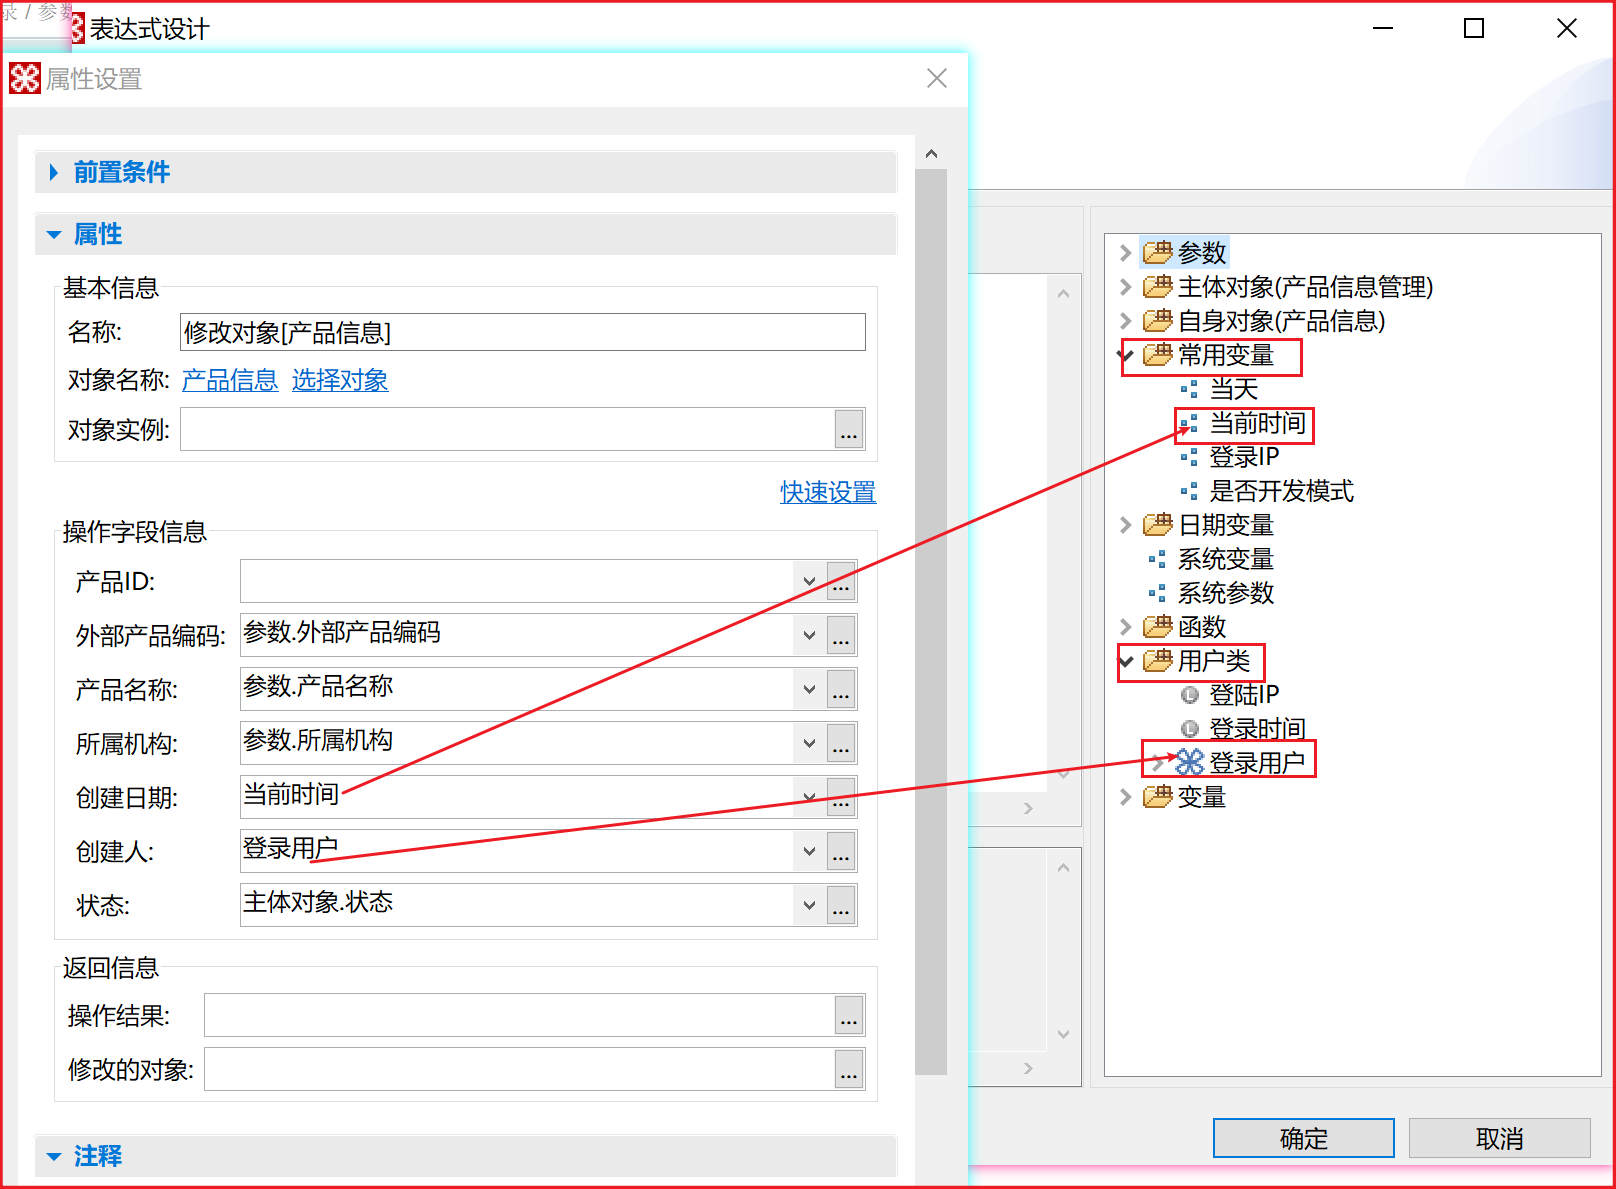 录 / 参数
表达式设计
属性设置
前置条件
属性
基本信息
名称: 修改对象[产品信息]
对象名称: 产品信息 选择对象
对象实例: ...
快速设置
操作字段信息
产品ID: ...
外部产品编码: 参数.外部产品编码 ...
产品名称: 参数.产品名称 ...
所属机构: 参数.所属机构 ...
创建日期: 当前时间 ...
创建人: 登录用户 ...
状态: 主体对象.状态 ...
返回信息
操作结果: ...
修改的对象: ...
注释
参数
主体对象(产品信息管理)
自身对象(产品信息)
常用变量
当天
当前时间
登录IP
是否开发模式
日期变量
系统变量
系统参数
函数
用户类
登陆IP
登录时间
登录用户
变量
确定 取消